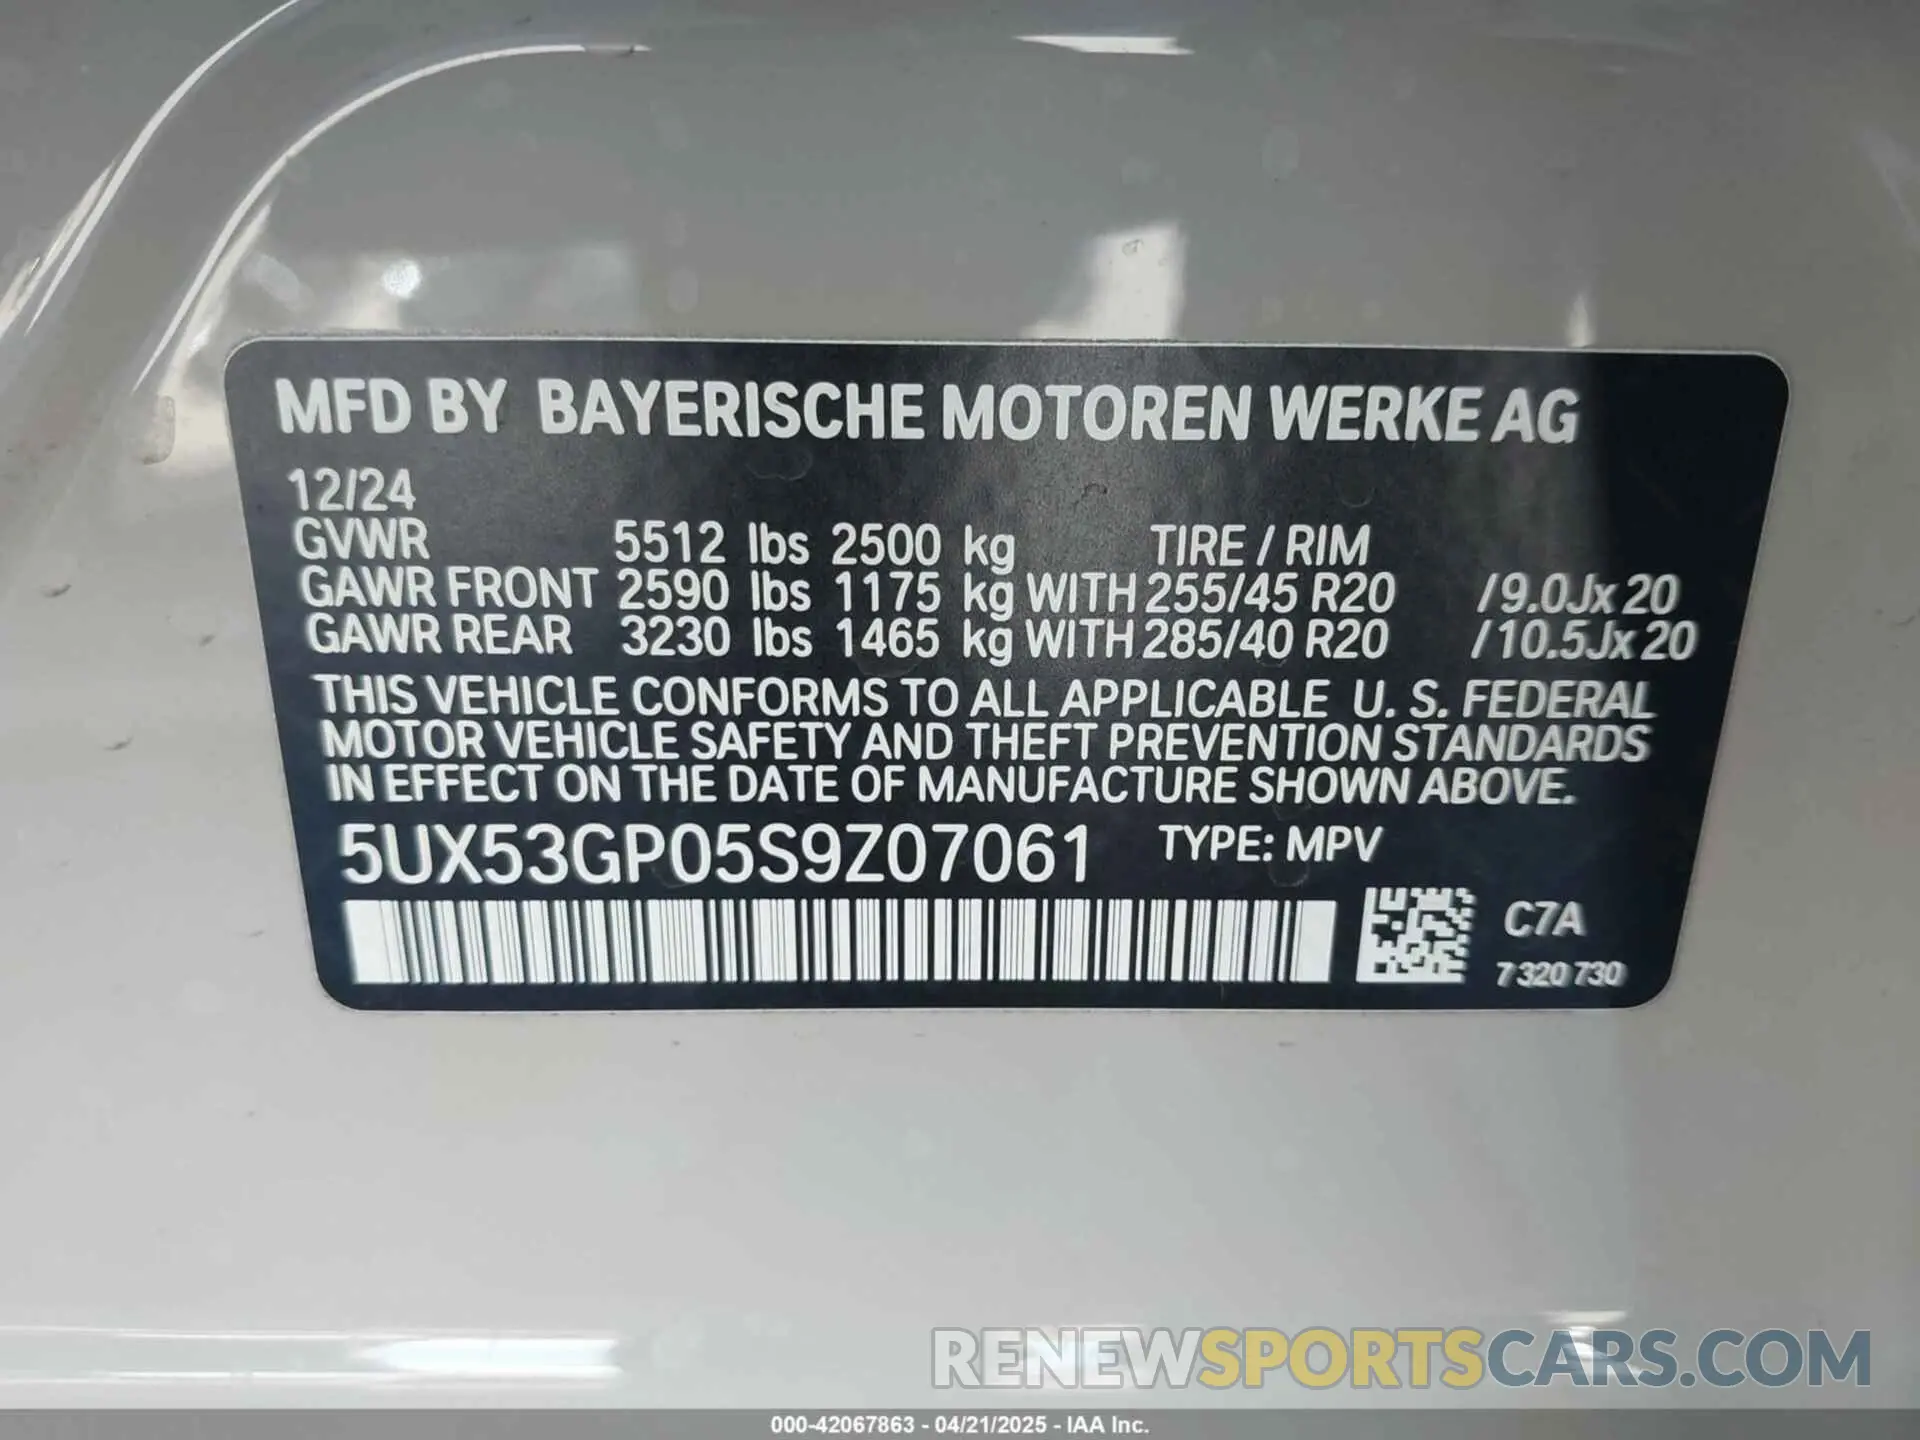 MFD BY BAYERISCHE MOTOREN WERKE AG
12/24
GVWR 5512 lbs 2500 kg TIRE / RIM
GAWR FRONT 2590 lbs 1175 kg WITH 255/45 R20 /9.0Jx20
GAWR REAR 3230 lbs 1465 kg WITH 285/40 R20 /10.5Jx20
THIS VEHICLE CONFORMS TO ALL APPLICABLE U. S. FEDERAL
MOTOR VEHICLE SAFETY AND THEFT PREVENTION STANDARDS
IN EFFECT ON THE DATE OF MANUFACTURE SHOWN ABOVE.
5UX53GP05S9Z07061 TYPE: MPV
C7A
7 320 730
RENEWSPORTSCARS.COM
000-42067863 - 04/21/2025 - IAA Inc.